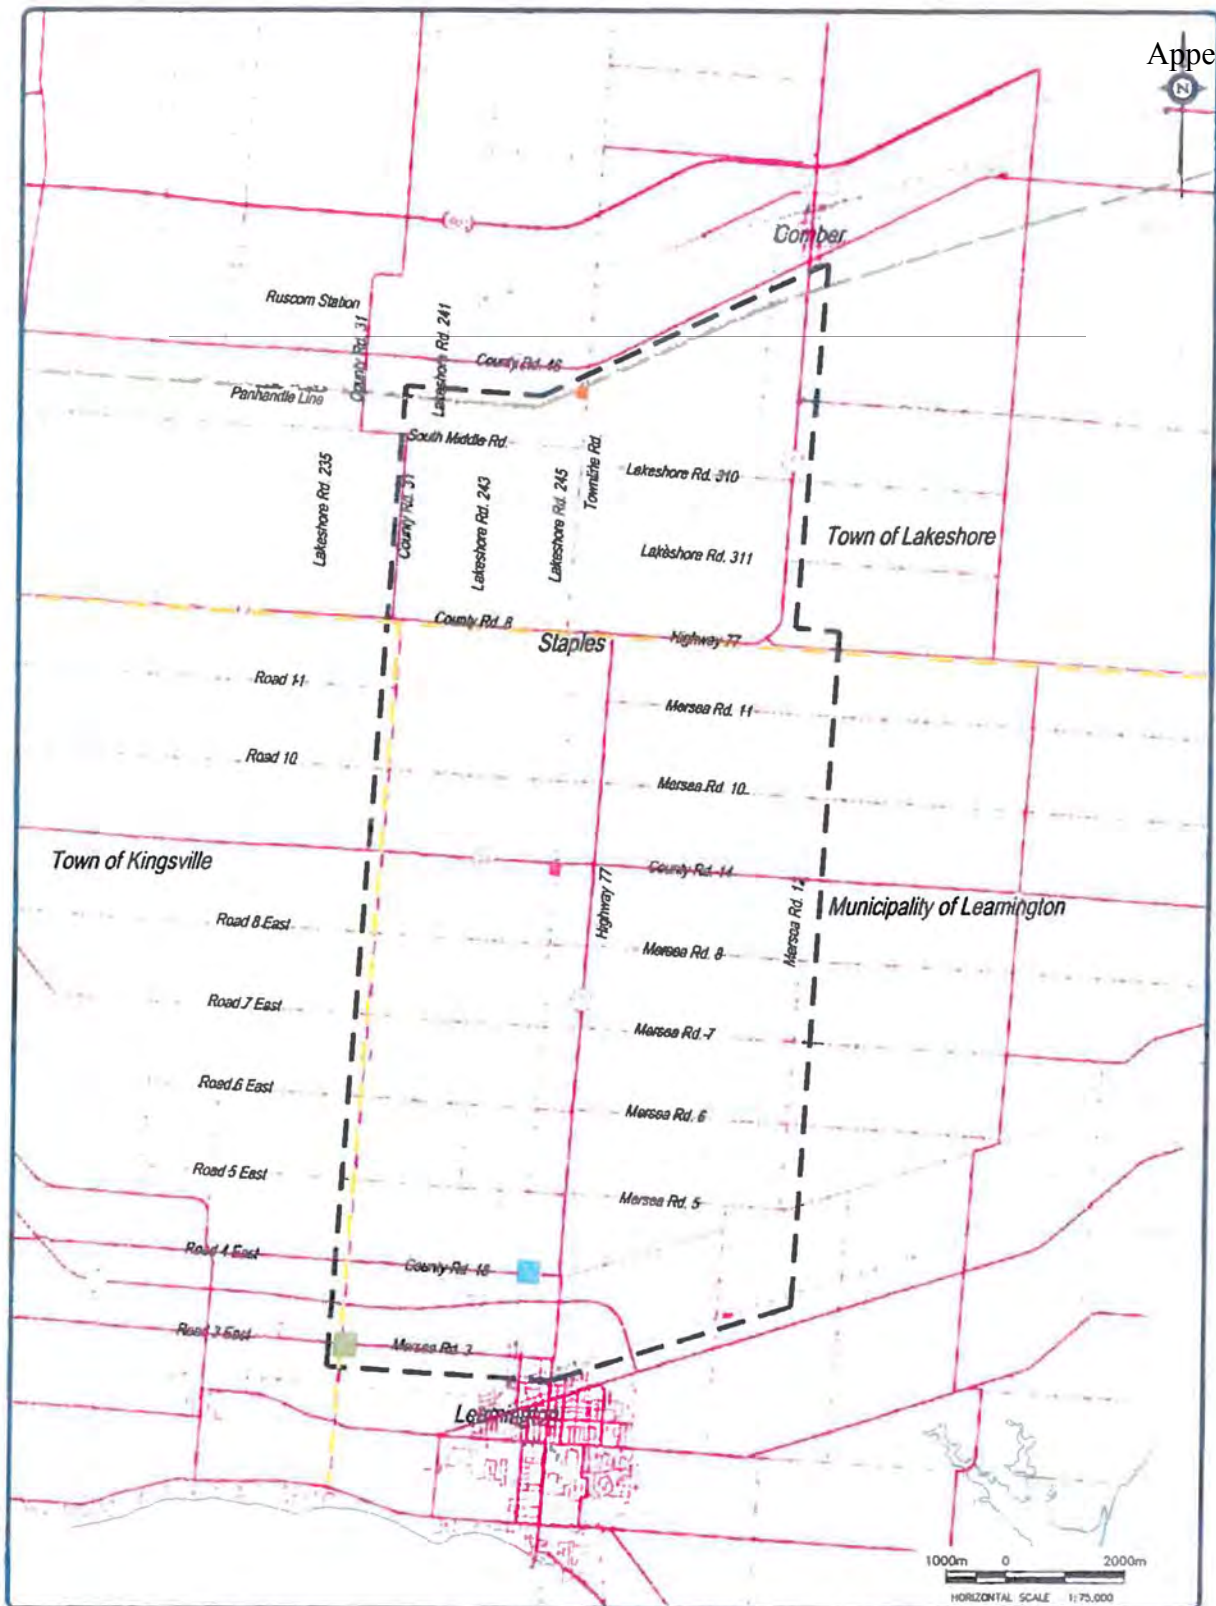 Appe
N
Comber
Ruscom Station
County Rd. 31
Lakeshore Rd. 241
County Rd. 46
Panhandle Line
South Middle Rd.
Lakeshore Rd. 235
County Rd. 31
Lakeshore Rd. 243
Lakeshore Rd. 245
Townline Rd.
Lakeshore Rd. 310
Town of Lakeshore
Lakeshore Rd. 311
County Rd. 8
Staples
Highway 77
Road 11
Mersea Rd. 11
Road 10
Mersea Rd. 10
Town of Kingsville
County Rd. 14
Highway 77
Mersea Rd. 12
Municipality of Leamington
Road 8 East
Mersea Rd. 8
Road 7 East
Mersea Rd. 7
Road 6 East
Mersea Rd. 6
Road 5 East
Mersea Rd. 5
Road 4 East
County Rd. 18
Road 3 East
Mersea Rd. 3
Leamington
1000m 0 2000m
HORIZONTAL SCALE 1:75,000